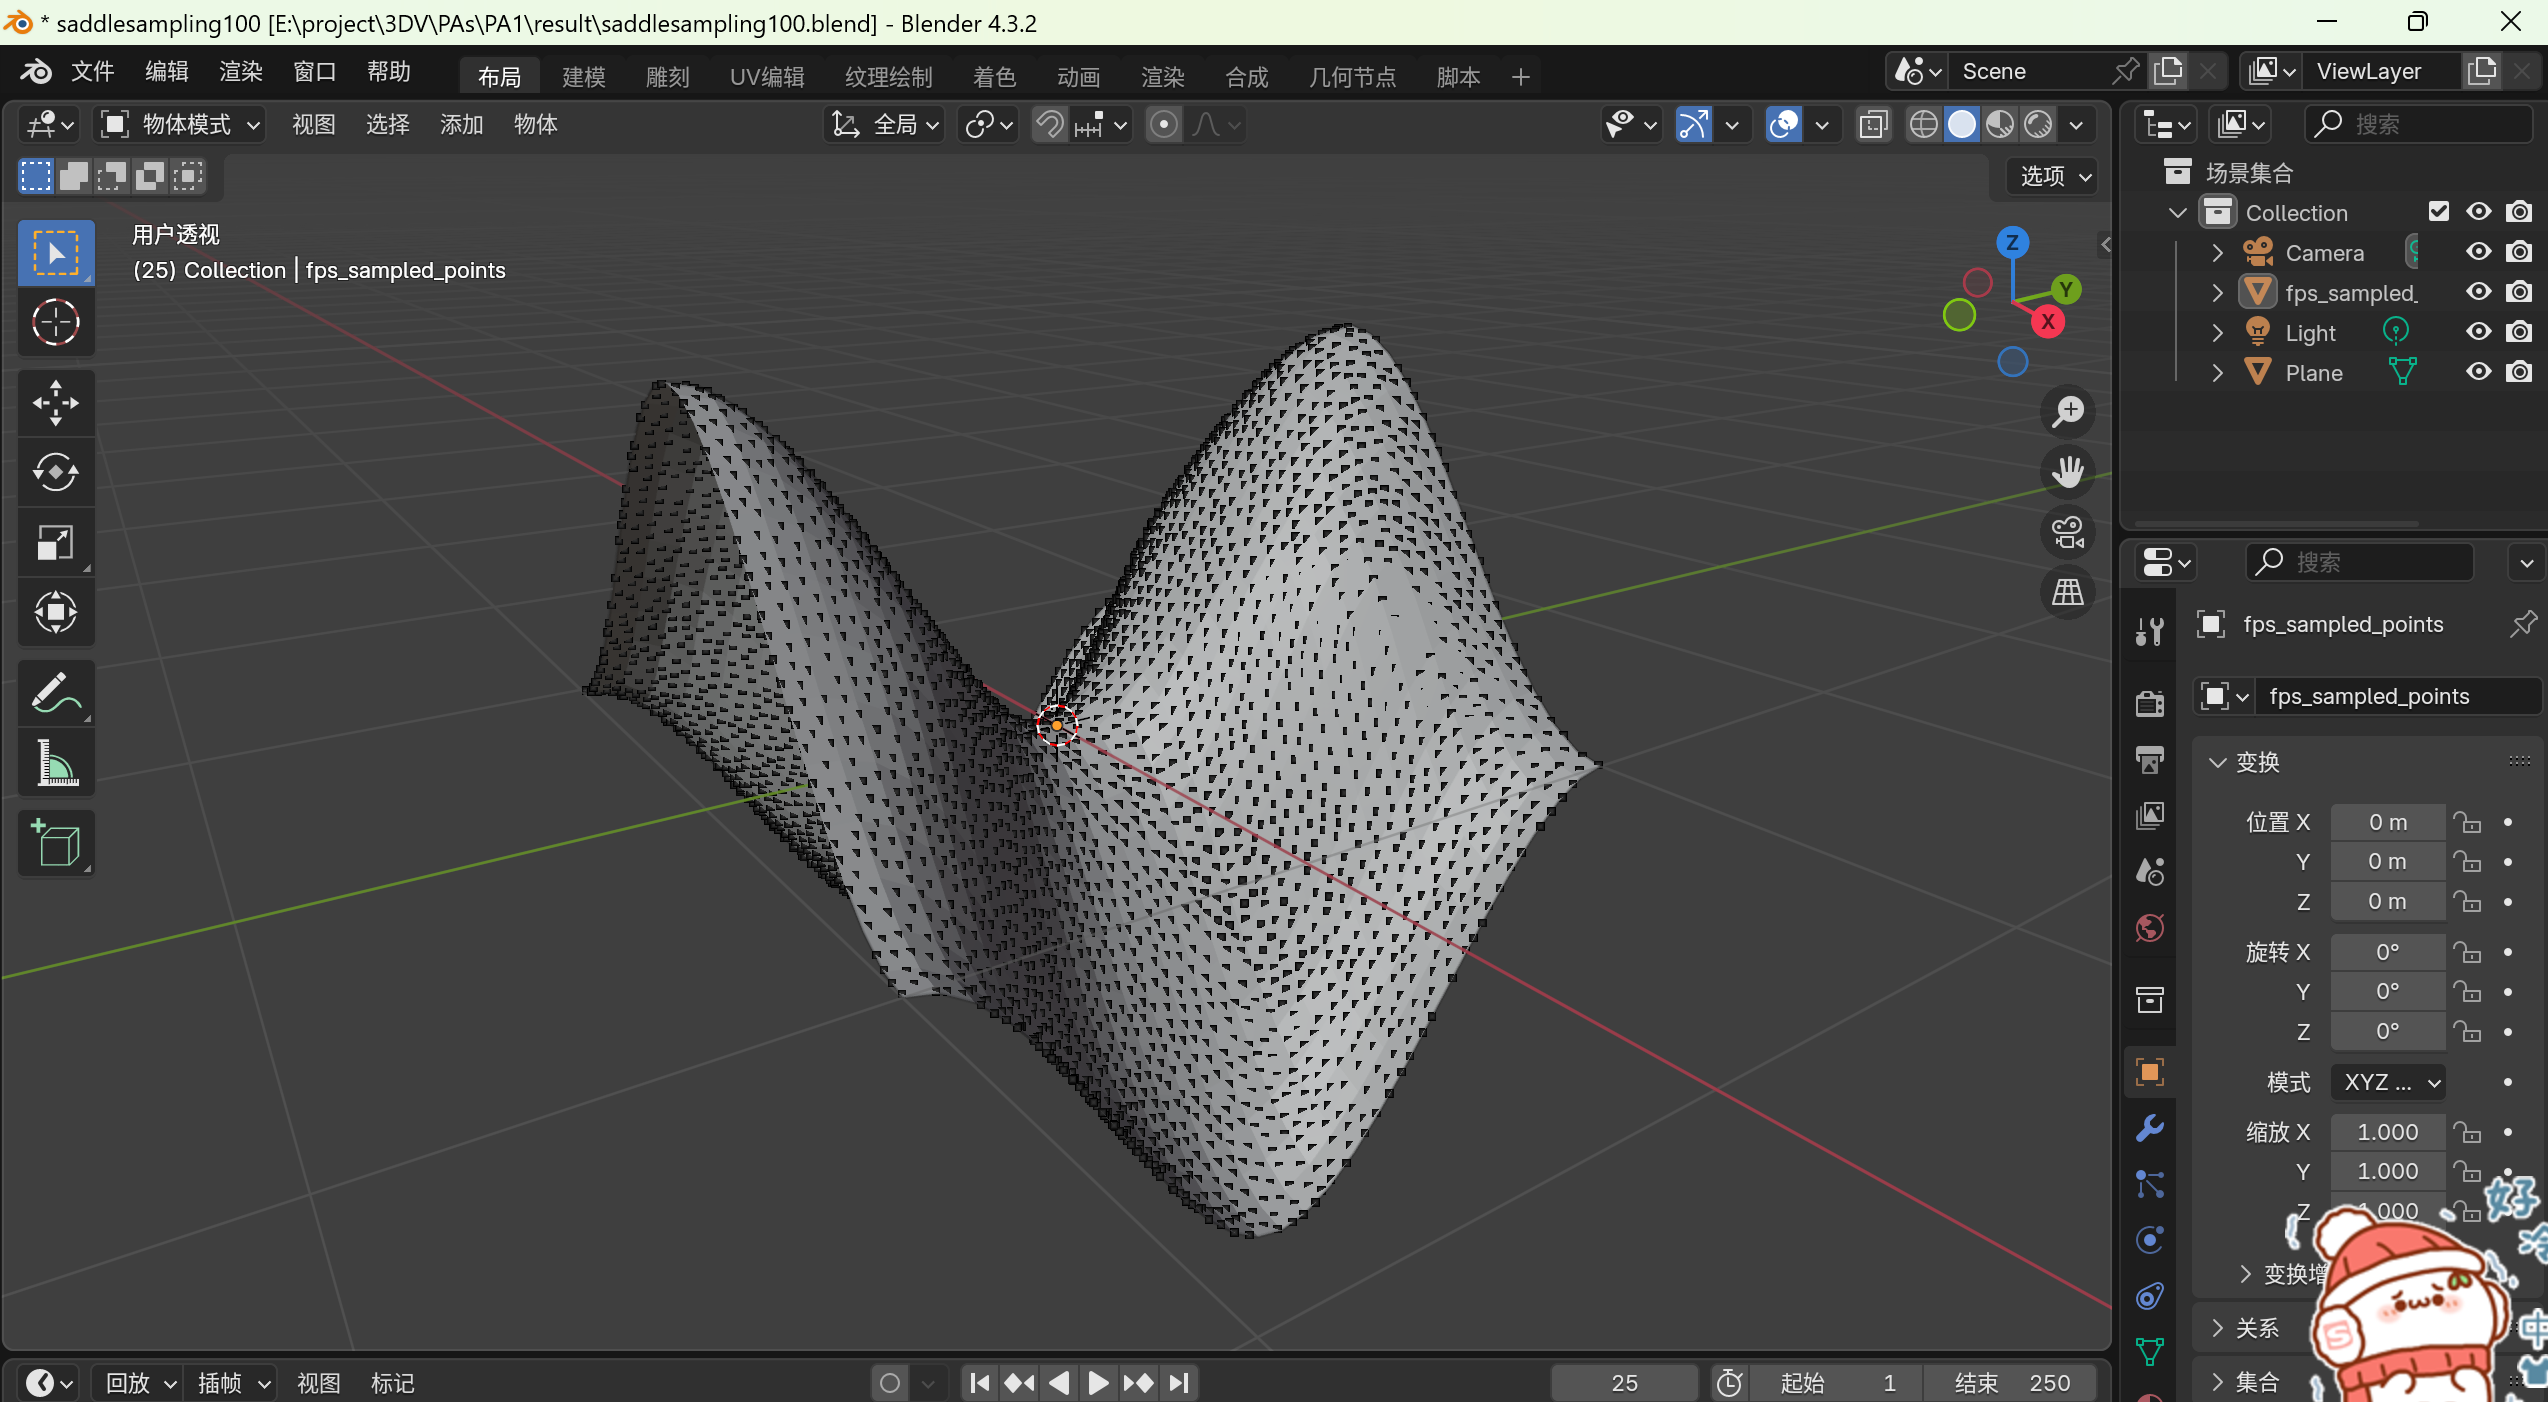 * saddlesampling100 [E:\project\3DV\PAs\PA1\result\saddlesampling100.blend] - Blender 4.3.2
文件 编辑 渲染 窗口 帮助 布局 建模 雕刻 UV编辑 纹理绘制 着色 动画 渲染 合成 几何节点 脚本 + Scene ViewLayer
物体模式 视图 选择 添加 物体 全局 搜索
选项
用户透视
(25) Collection | fps_sampled_points
Z
Y
X
场景集合
Collection
Camera
fps_sampled_
Light
Plane
搜索
fps_sampled_points
fps_sampled_points
变换
位置 X 0 m
Y 0 m
Z 0 m
旋转 X 0°
Y 0°
Z 0°
模式 XYZ ...
缩放 X 1.000
Y 1.000
Z 1.000
变换增
关系
集合
好
冷
中
S
回放 插帧 视图 标记 25 起始 1 结束 250